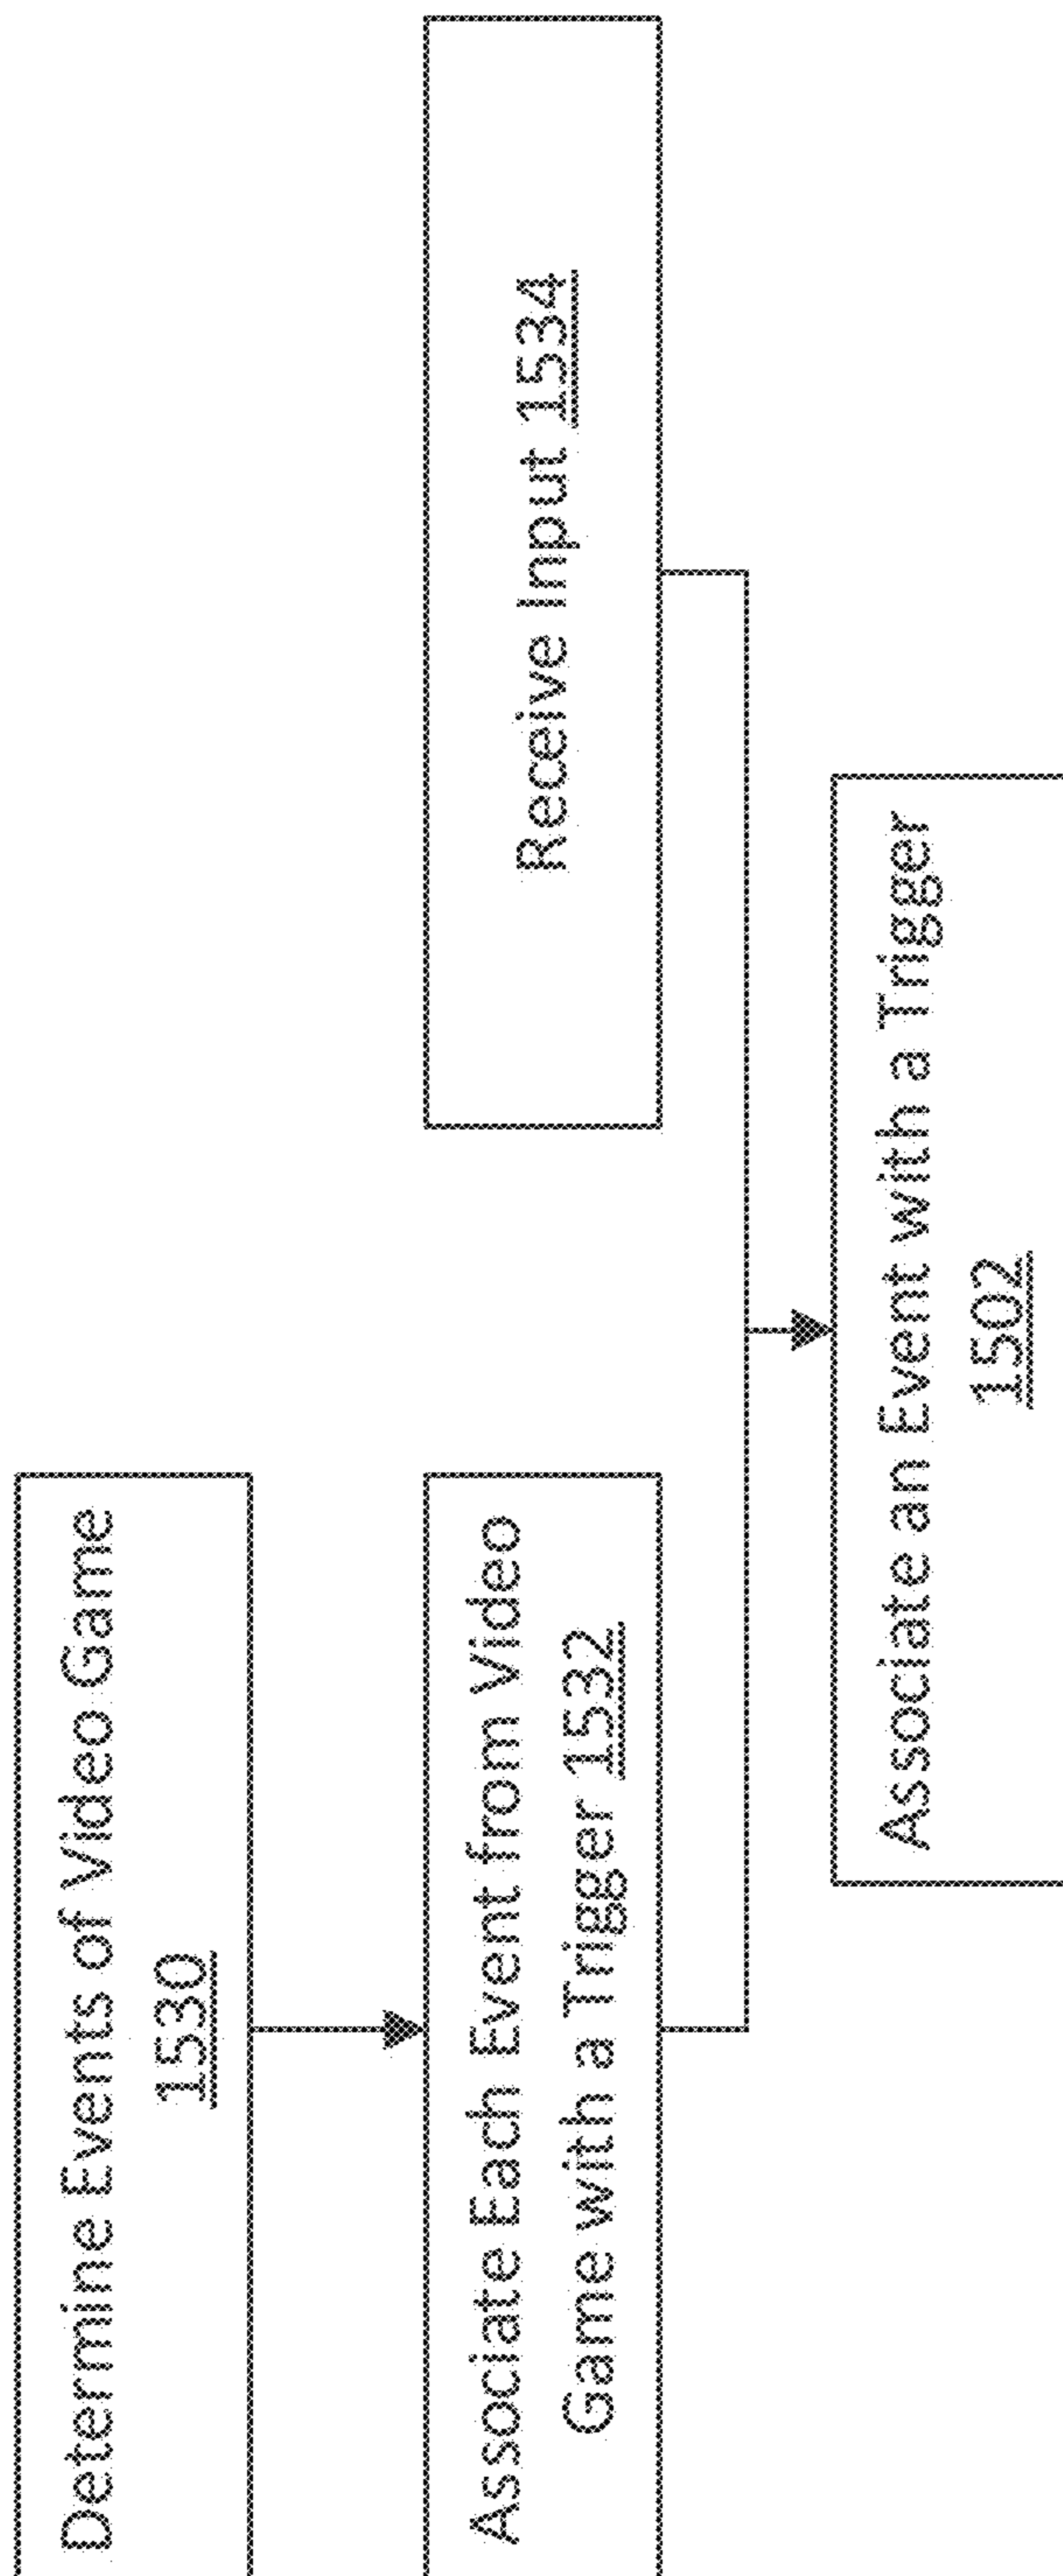 Determine Events of Video Game
1530
Associate Each Event from Video
Game with a Trigger 1532
Receive Input 1534
Associate an Event with a Trigger
1502